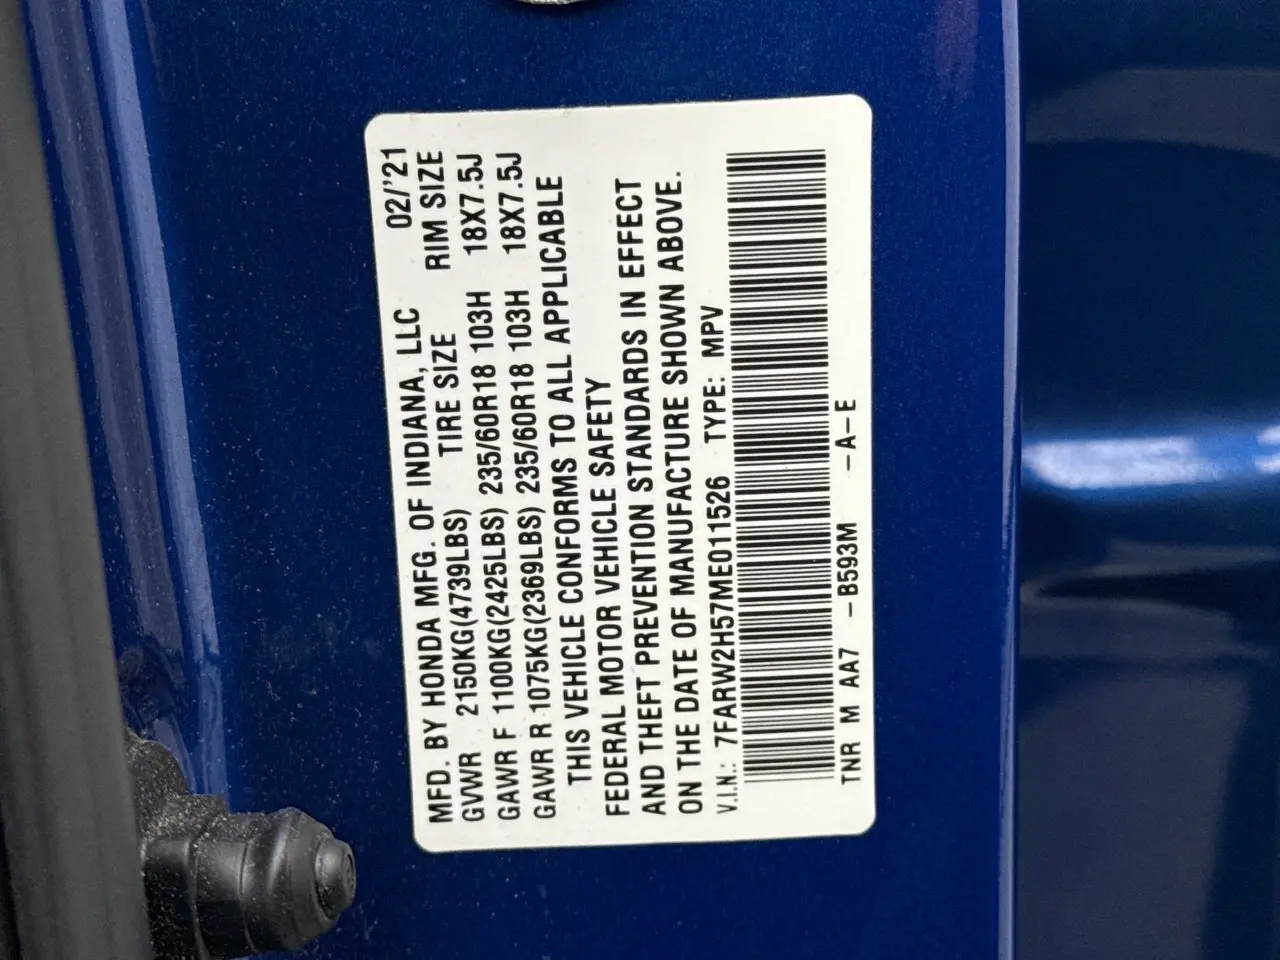 MFD. BY HONDA MFG. OF INDIANA, LLC 02/'21
TIRE SIZE RIM SIZE
GVWR 2150KG(4739LBS)
GAWR F 1100KG(2425LBS) 235/60R18 103H 18X7.5J
GAWR R 1075KG(2369LBS) 235/60R18 103H 18X7.5J
THIS VEHICLE CONFORMS TO ALL APPLICABLE
FEDERAL MOTOR VEHICLE SAFETY
AND THEFT PREVENTION STANDARDS IN EFFECT
ON THE DATE OF MANUFACTURE SHOWN ABOVE.
V.I.N.: 7FARW2H57ME011526 TYPE: MPV
TNR M AA7 –B593M –A–E